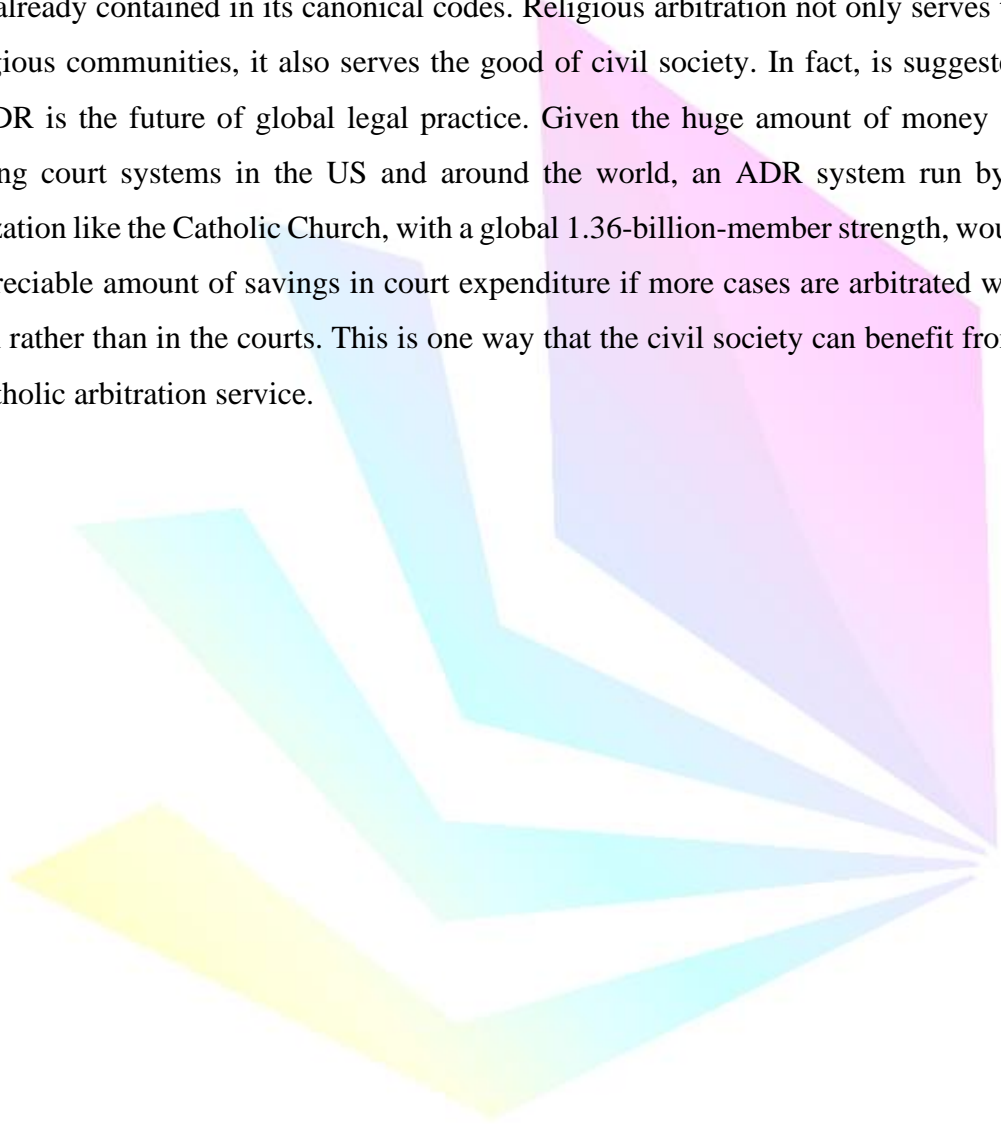 already contained in its canonical codes. Religious arbitration not only serves
gious communities, it also serves the good of civil society. In fact, is suggest
DR is the future of global legal practice. Given the huge amount of money
ng court systems in the US and around the world, an ADR system run by
zation like the Catholic Church, with a global 1.36-billion-member strength, wou
reciable amount of savings in court expenditure if more cases are arbitrated w
rather than in the courts. This is one way that the civil society can benefit fro
tholic arbitration service.